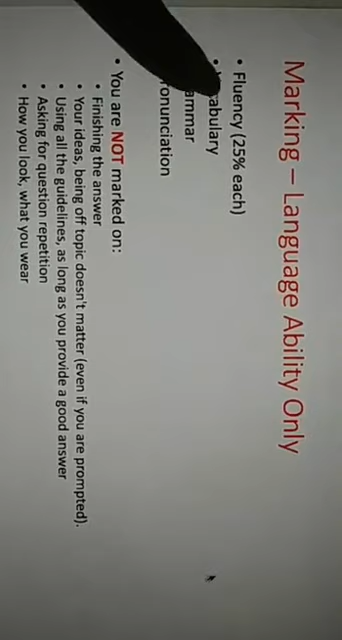 Marking – Language Ability Only
• Fluency (25% each)
•
• You are NOT marked on:
• Finishing the answer
• Your ideas, being off topic doesn't matter (even if you are prompted).
• Using all the guidelines, as long as you provide a good answer
• Asking for question repetition
• How you look, what you wear